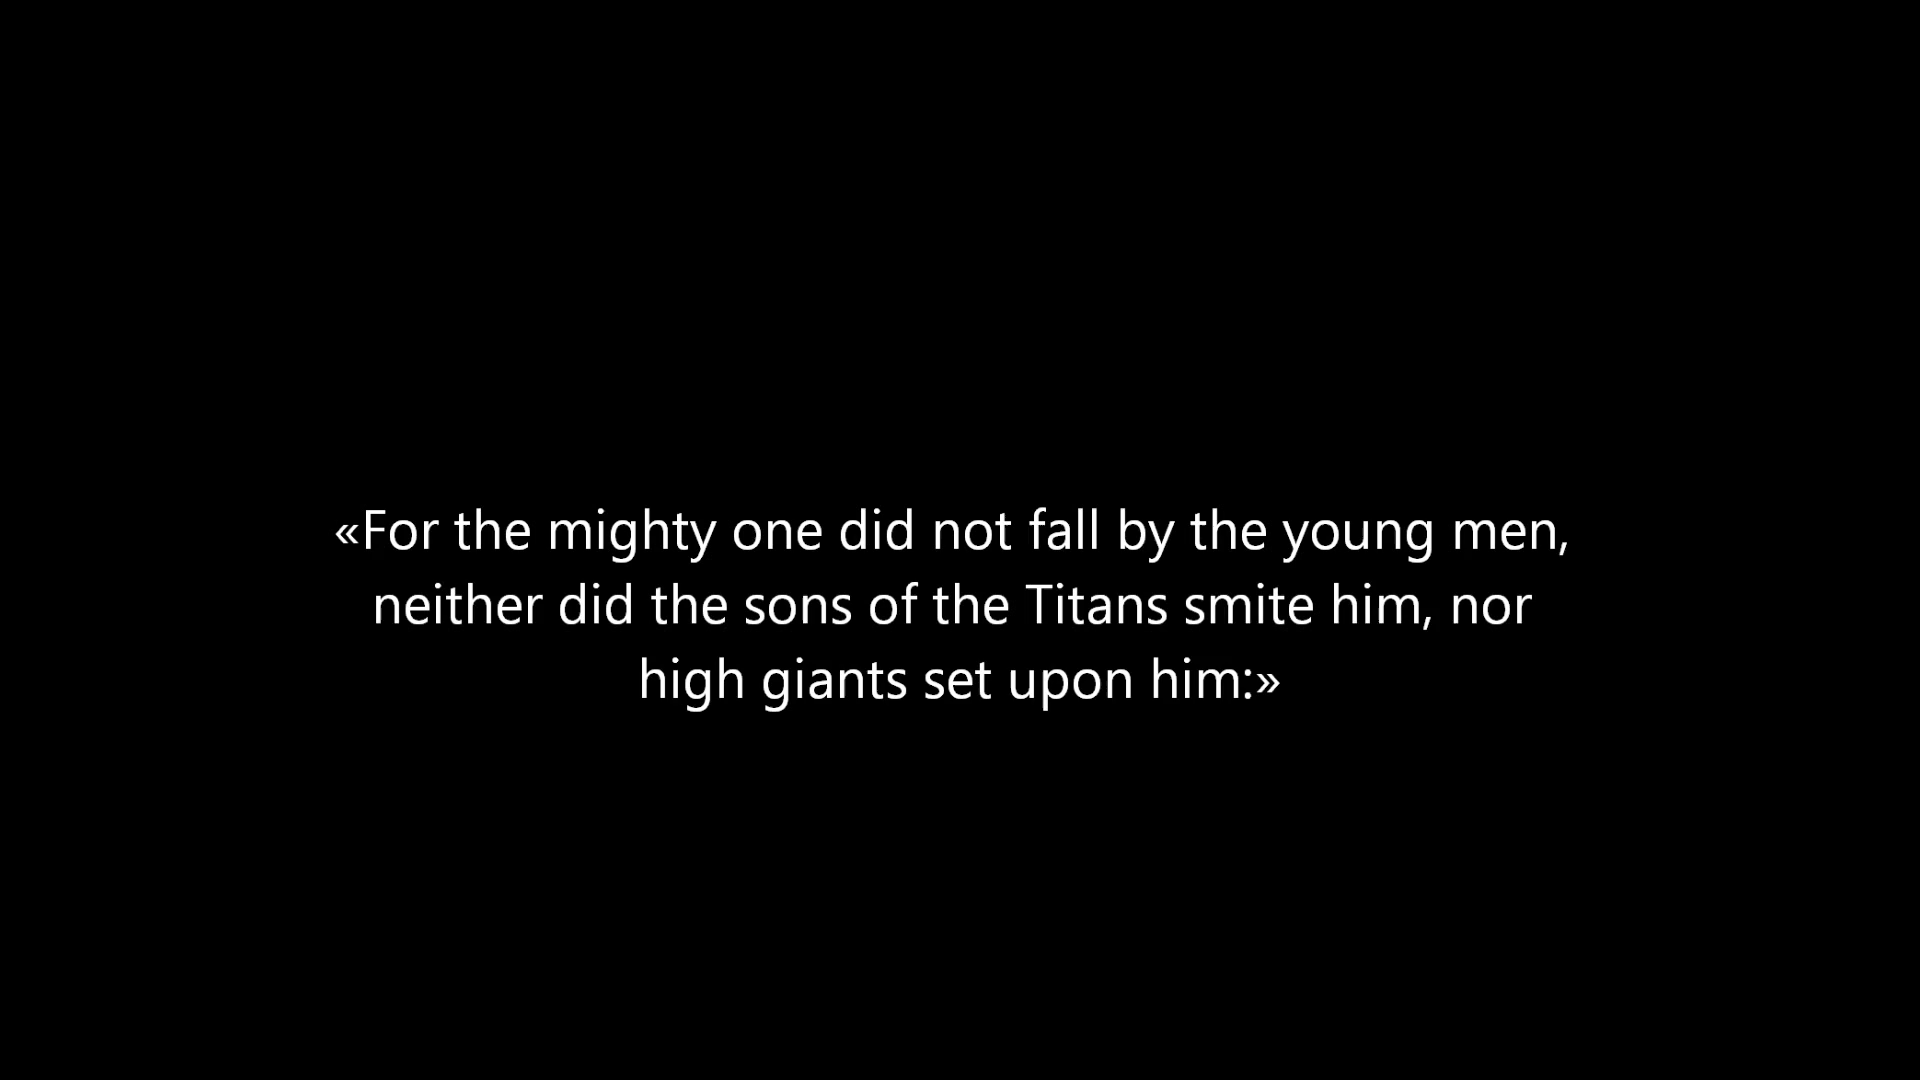 «For the mighty one did not fall by the young men,
neither did the sons of the Titans smite him, nor
high giants set upon him:»